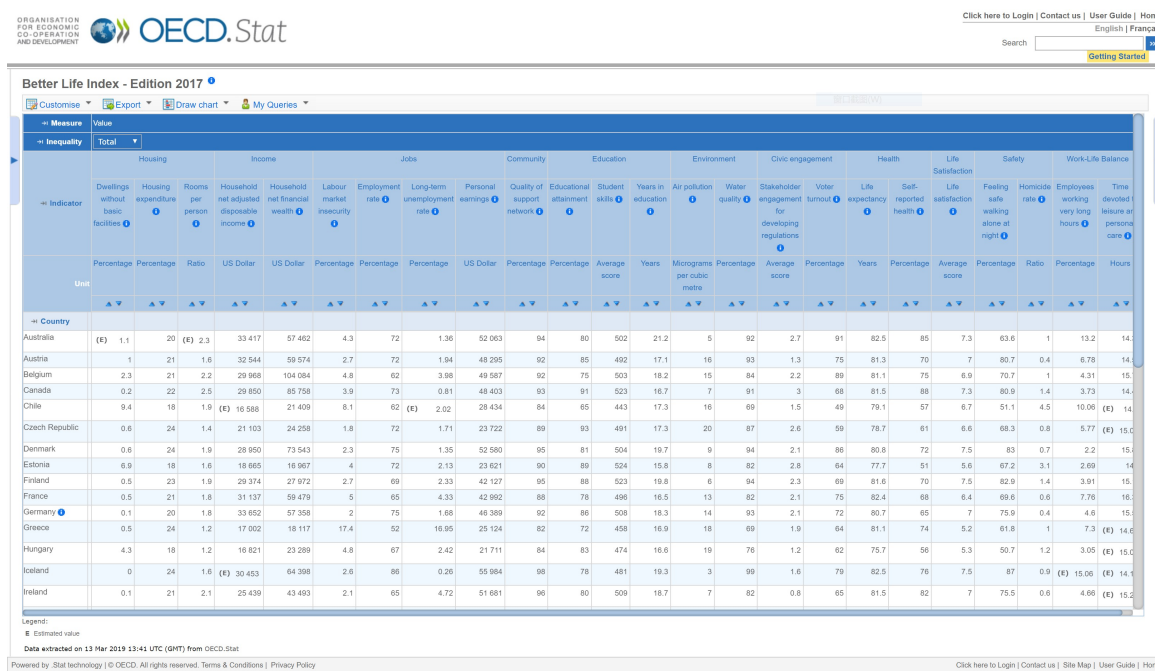 ORGANISATION
FOR ECONOMIC
CO-OPERATION
AND DEVELOPMENT
OECD.Stat
Click here to Login | Contact us | User Guide |
English |
Search
Getting Started
Better Life Index - Edition 2017
Customise Export Draw chart My Queries
Measure Value
Inequality Total
Housing Income Jobs Community Education Environment Civic engagement Health Life Satisfaction Safety Work-Life Balance
Indicator Dwellings without basic facilities Housing expenditure Rooms per person Household net adjusted disposable income Household net financial wealth Labour market insecurity Employment rate Long-term unemployment rate Personal earnings Quality of support network Educational attainment Student skills Years in education Air pollution Water quality Stakeholder engagement for developing regulations Voter turnout Life expectancy Self-reported health Life satisfaction Feeling safe walking alone at night Homicide rate Employees working very long hours Time devoted leisure care
Unit Percentage Percentage Ratio US Dollar US Dollar Percentage Percentage Percentage US Dollar Percentage Percentage Average score Years Micrograms per cubic metre Percentage Average score Percentage Years Percentage Average score Percentage Ratio Percentage Hours
Country
Australia (E) 1.1 20 (E) 2.3 33 417 57 462 4.3 72 1.36 52 063 94 80 502 21.2 5 92 2.7 91 82.5 85 7.3 63.6 1 13.2
Austria 1 21 1.6 32 544 59 574 2.7 72 1.94 48 295 92 85 492 17.1 16 93 1.3 75 81.3 70 7 80.7 0.4 6.78
Belgium 2.3 21 2.2 29 968 104 084 4.8 62 3.98 49 587 92 75 503 18.2 15 84 2.2 89 81.1 75 6.9 70.7 1 4.31
Canada 0.2 22 2.5 29 850 85 758 3.9 73 0.81 48 403 93 91 523 16.7 7 91 3 68 81.5 88 7.3 80.9 1.4 3.73
Chile 9.4 18 1.9 (E) 16 588 21 409 8.1 62 (E) 2.02 28 434 84 65 443 17.3 16 69 1.5 49 79.1 57 6.7 51.1 4.5 10.06 (E)
Czech Republic 0.6 24 1.4 21 103 24 258 1.8 72 1.71 23 722 89 93 491 17.3 20 87 2.6 59 78.7 61 6.6 68.3 0.8 5.77 (E)
Denmark 0.6 24 1.9 28 950 73 543 2.3 75 1.35 52 580 95 81 504 19.7 9 94 2.1 86 80.8 72 7.5 83 0.7 2.2
Estonia 6.9 18 1.6 18 665 16 967 4 72 2.13 23 621 90 89 524 15.8 8 82 2.8 64 77.7 51 5.6 67.2 3.1 2.69
Finland 0.5 23 1.9 29 374 27 972 2.7 69 2.33 42 127 95 88 523 19.8 6 94 2.3 69 81.6 70 7.5 82.9 1.4 3.91
France 0.5 21 1.8 31 137 59 479 5 65 4.33 42 992 88 78 496 16.5 13 82 2.1 75 82.4 68 6.4 69.6 0.6 7.76
Germany 0.1 20 1.8 33 652 57 358 2 75 1.68 46 389 92 86 508 18.3 14 93 2.1 72 80.7 65 7 75.9 0.4 4.6
Greece 0.5 24 1.2 17 002 18 117 17.4 52 16.95 25 124 82 72 458 16.9 18 69 1.9 64 81.1 74 5.2 61.8 1 7.3 (E)
Hungary 4.3 18 1.2 16 821 23 289 4.8 67 2.42 21 711 84 83 474 16.6 19 76 1.2 62 75.7 56 5.3 50.7 1.2 3.05 (E)
Iceland 0 24 1.6 (E) 30 453 64 398 2.6 86 0.26 55 984 98 78 481 19.3 3 99 1.6 79 82.5 76 7.5 87 0.9 (E) 15.06 (E)
Ireland 0.1 21 2.1 25 439 43 493 2.1 65 4.72 51 681 96 80 509 18.7 7 82 0.8 65 81.5 82 7 75.5 0.6 4.66 (E)
Legend:
E Estimated value
Data extracted on 13 Mar 2019 13:41 UTC (GMT) from OECD.Stat
Powered by .Stat technology | © OECD. All rights reserved. Terms & Conditions | Privacy Policy
Click here to Login | Contact us | Site Map | User Guide |